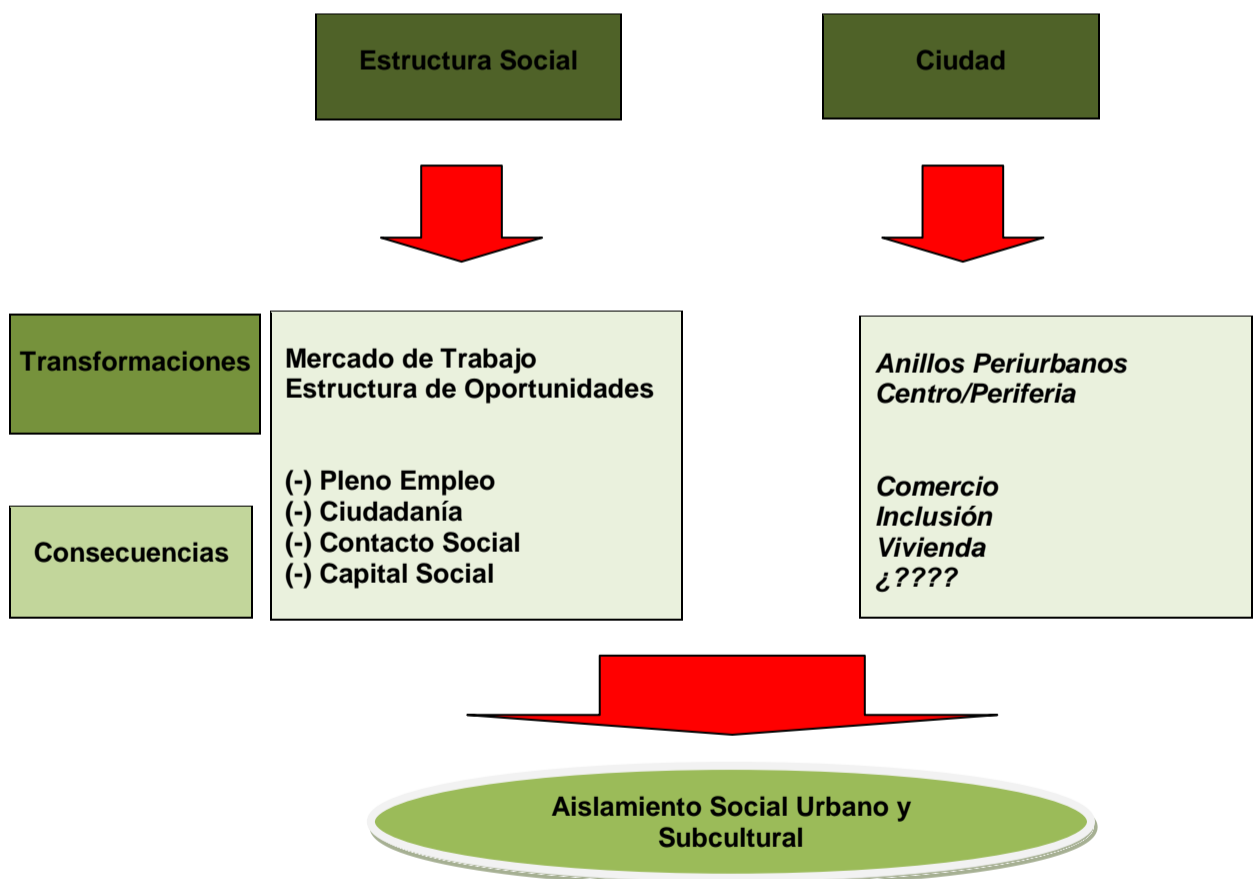 Estructura Social
Ciudad
Transformaciones
Mercado de Trabajo
Estructura de Oportunidades
Anillos Periurbanos
Centro/Periferia
Consecuencias
(-) Pleno Empleo
(-) Ciudadanía
(-) Contacto Social
(-) Capital Social
Comercio
Inclusión
Vivienda
¿????
Aislamiento Social Urbano y
Subcultural